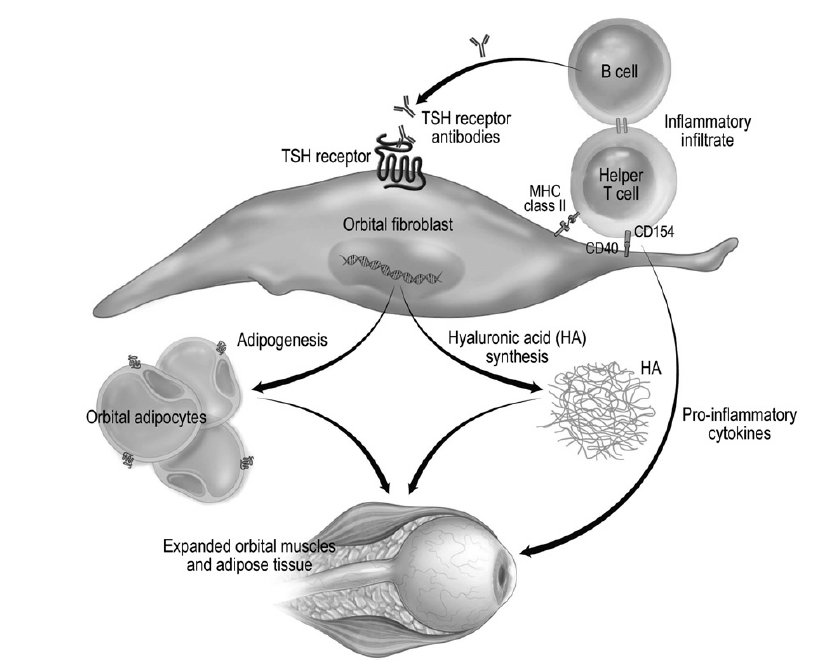 B cell
TSH receptor
antibodies
Inflammatory
infiltrate
TSH receptor
Helper
T cell
MHC
class II
Orbital fibroblast
CD154
CD40
Adipogenesis
Hyaluronic acid (HA)
synthesis
HA
Orbital adipocytes
Pro-inflammatory
cytokines
Expanded orbital muscles
and adipose tissue